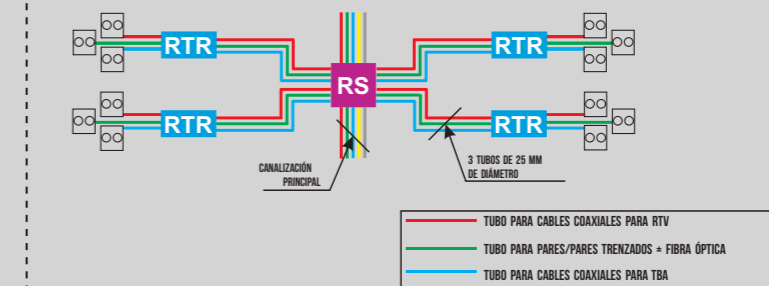 RTR
RTR
RS
RTR
RTR
CANALIZACIÓN
PRINCIPAL
3 TUBOS DE 25 MM
DE DIÁMETRO
TUBO PARA CABLES COAXIALES PARA RTV
TUBO PARA PARES/PARES TRENZADOS + FIBRA ÓPTICA
TUBO PARA CABLES COAXIALES PARA TBA